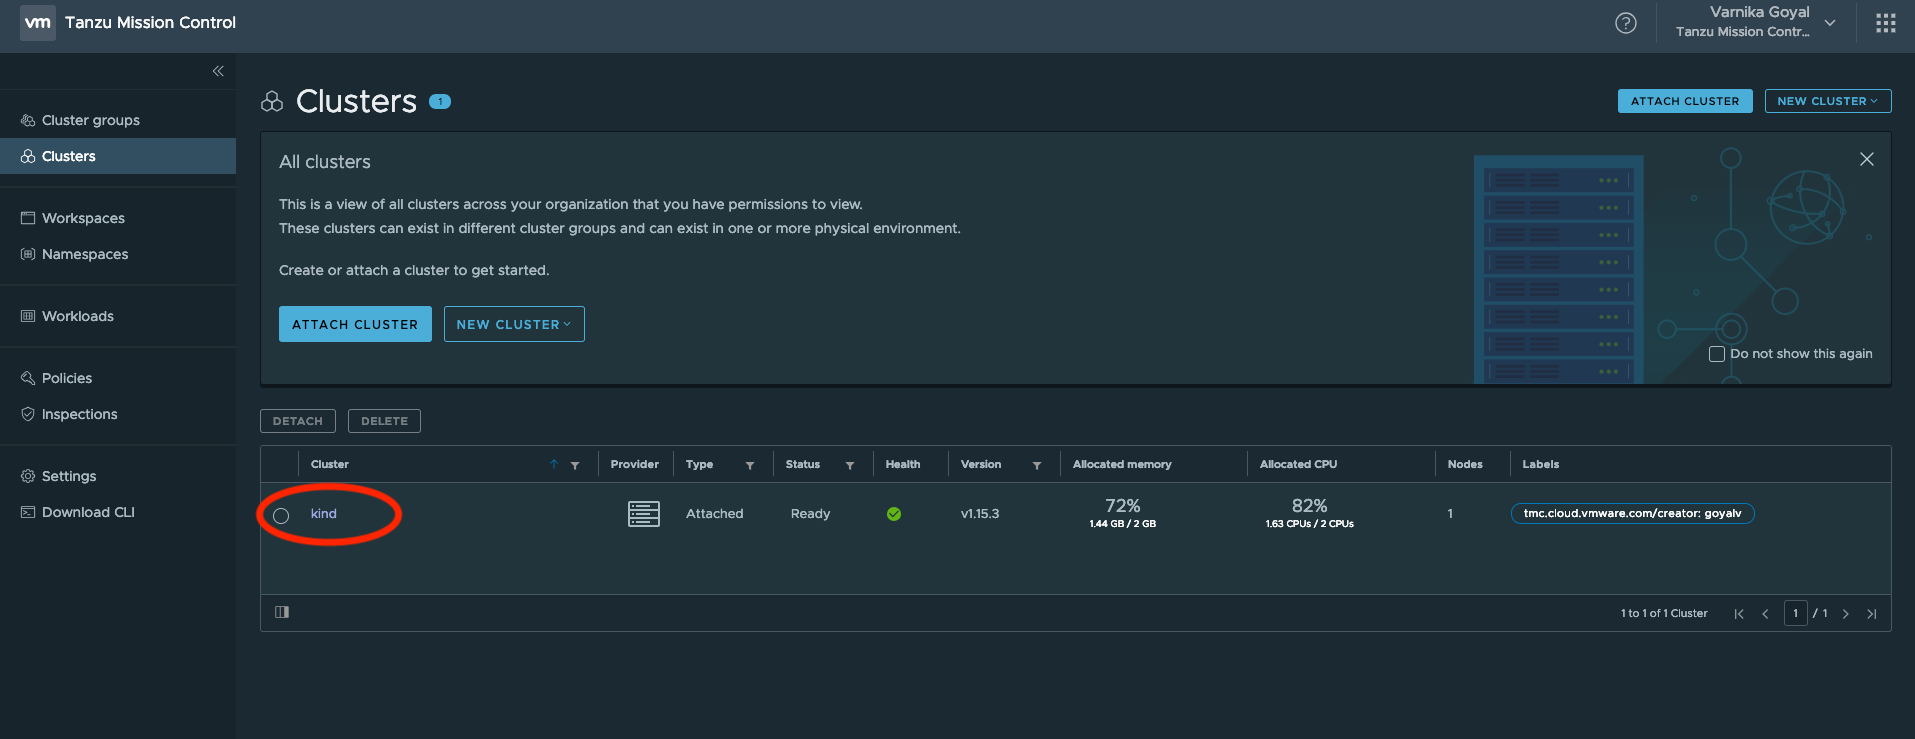 vm Tanzu Mission Control
Varnika Goyal
Tanzu Mission Contr...
Cluster groups
Clusters
Workspaces
Namespaces
Workloads
Policies
Inspections
Settings
Download CLI
Clusters 1
ATTACH CLUSTER NEW CLUSTER
All clusters
This is a view of all clusters across your organization that you have permissions to view.
These clusters can exist in different cluster groups and can exist in one or more physical environment.
Create or attach a cluster to get started.
ATTACH CLUSTER NEW CLUSTER
Do not show this again
DETACH DELETE
Cluster Provider Type Status Health Version Allocated memory Allocated CPU Nodes Labels
kind Attached Ready v1.15.3 72% 82% 1 tmc.cloud.vmware.com/creator: goyalv
1.44 GB / 2 GB 1.63 CPUs / 2 CPUs
1 to 1 of 1 Cluster 1 / 1